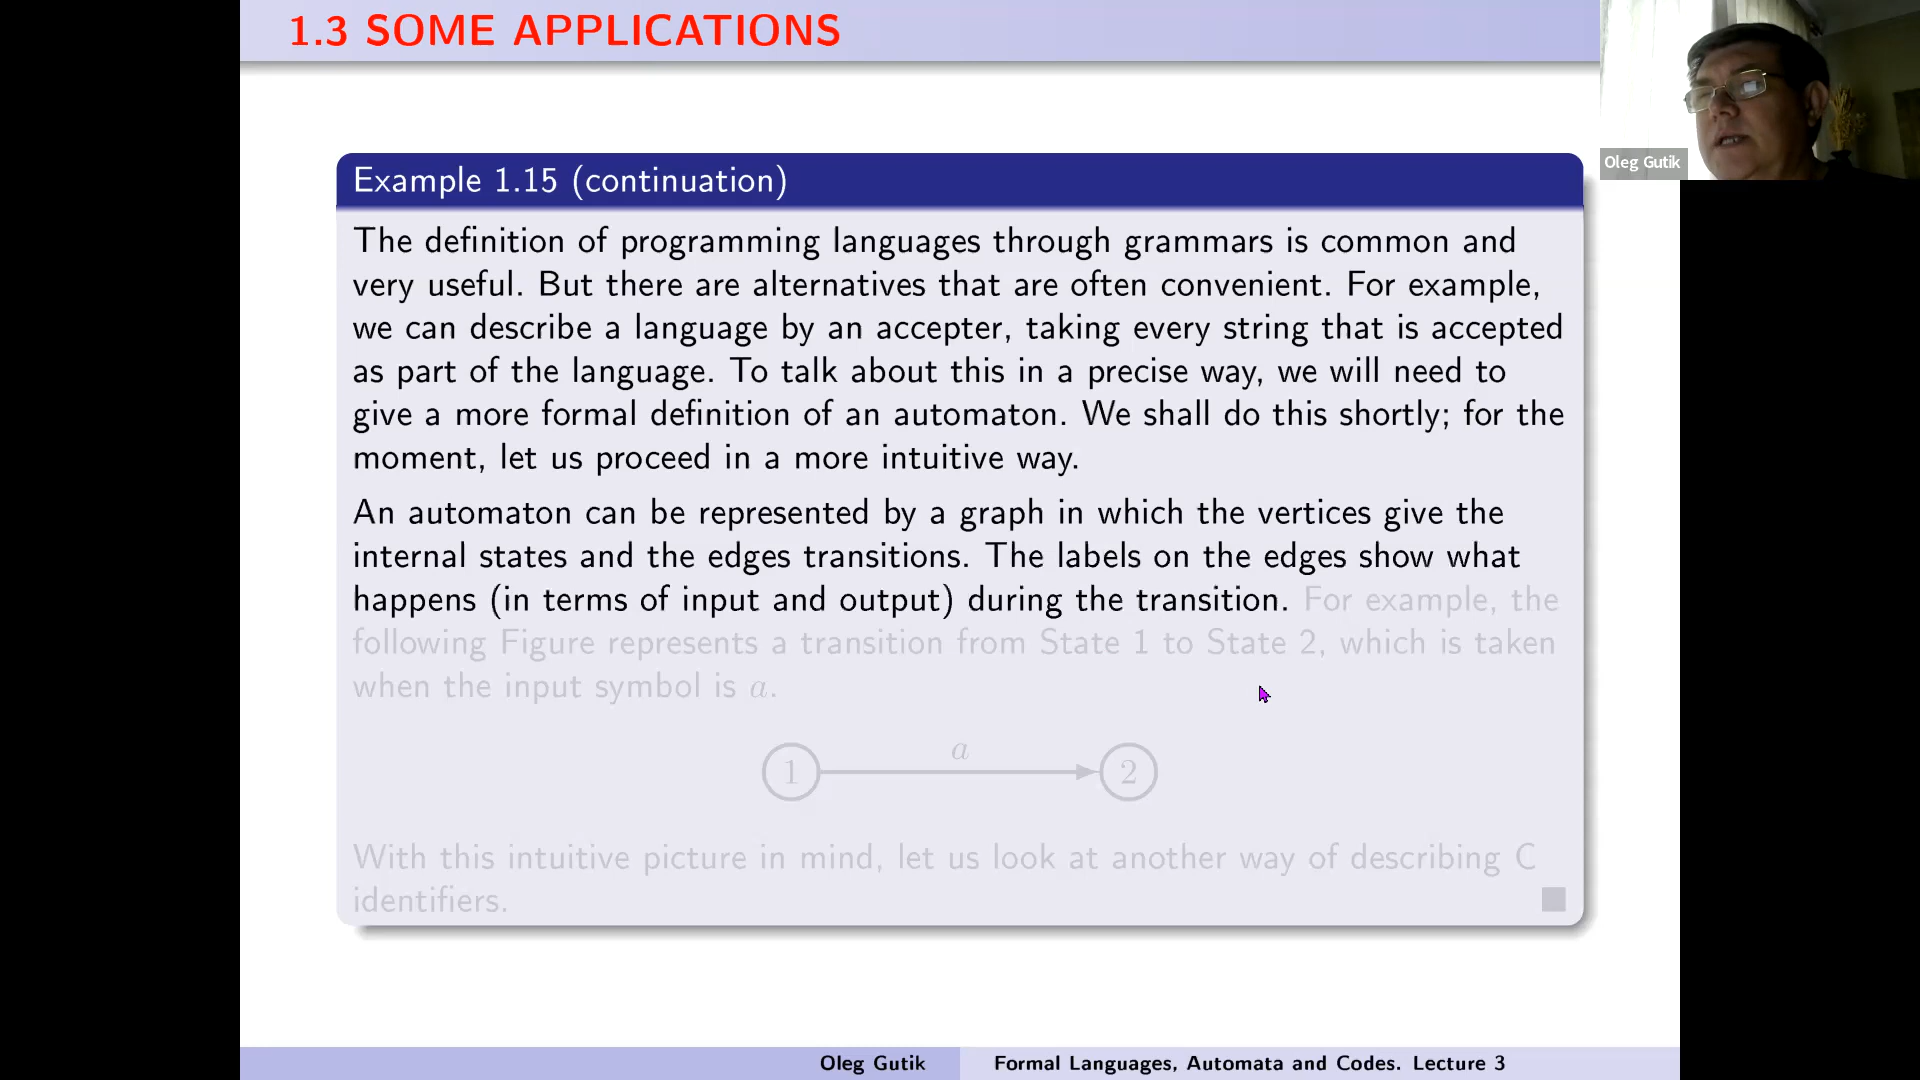 1.3 SOME APPLICATIONS
Oleg Gutik
Example 1.15 (continuation)
The definition of programming languages through grammars is common and
very useful. But there are alternatives that are often convenient. For example,
we can describe a language by an accepter, taking every string that is accepted
as part of the language. To talk about this in a precise way, we will need to
give a more formal definition of an automaton. We shall do this shortly; for the
moment, let us proceed in a more intuitive way.
An automaton can be represented by a graph in which the vertices give the
internal states and the edges transitions. The labels on the edges show what
happens (in terms of input and output) during the transition. For example, the
following Figure represents a transition from State 1 to State 2, which is taken
when the input symbol is a.
a
1 2
With this intuitive picture in mind, let us look at another way of describing C
identifiers.
Oleg Gutik Formal Languages, Automata and Codes. Lecture 3